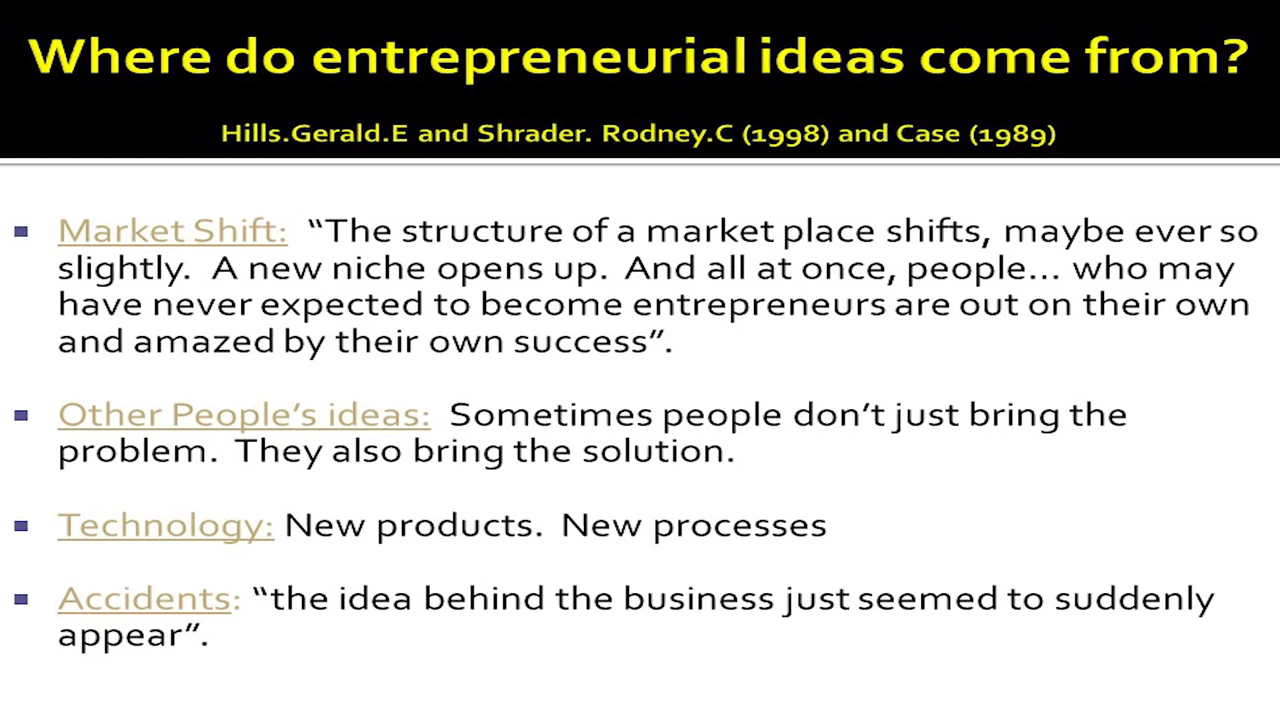 Where do entrepreneurial ideas come from?
Hills.Gerald.E and Shrader. Rodney.C (1998) and Case (1989)
Market Shift: “The structure of a market place shifts, maybe ever so
slightly. A new niche opens up. And all at once, people... who may
have never expected to become entrepreneurs are out on their own
and amazed by their own success”.
Other People’s ideas: Sometimes people don’t just bring the
problem. They also bring the solution.
Technology: New products. New processes
Accidents: “the idea behind the business just seemed to suddenly
appear”.